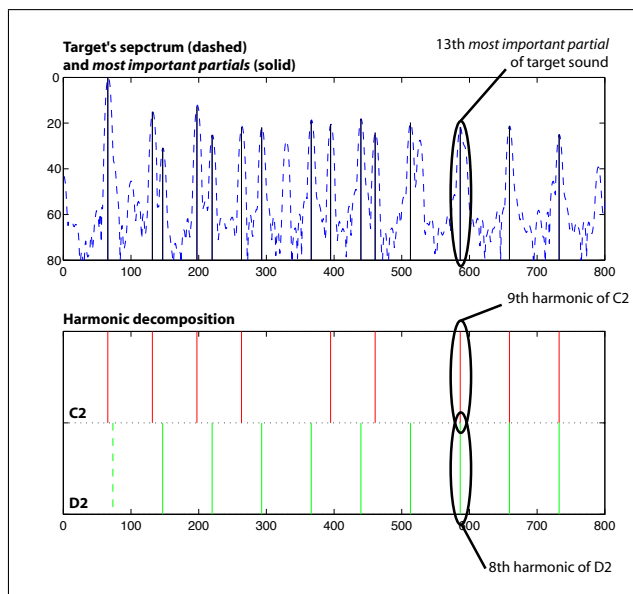 Target's sepctrum (dashed)
and most important partials (solid)
13th most important partial
of target sound
0
20
40
60
80
0 100 200 300 400 500 600 700 800
9th harmonic of C2
Harmonic decomposition
C2
D2
0 100 200 300 400 500 600 700 800
8th harmonic of D2